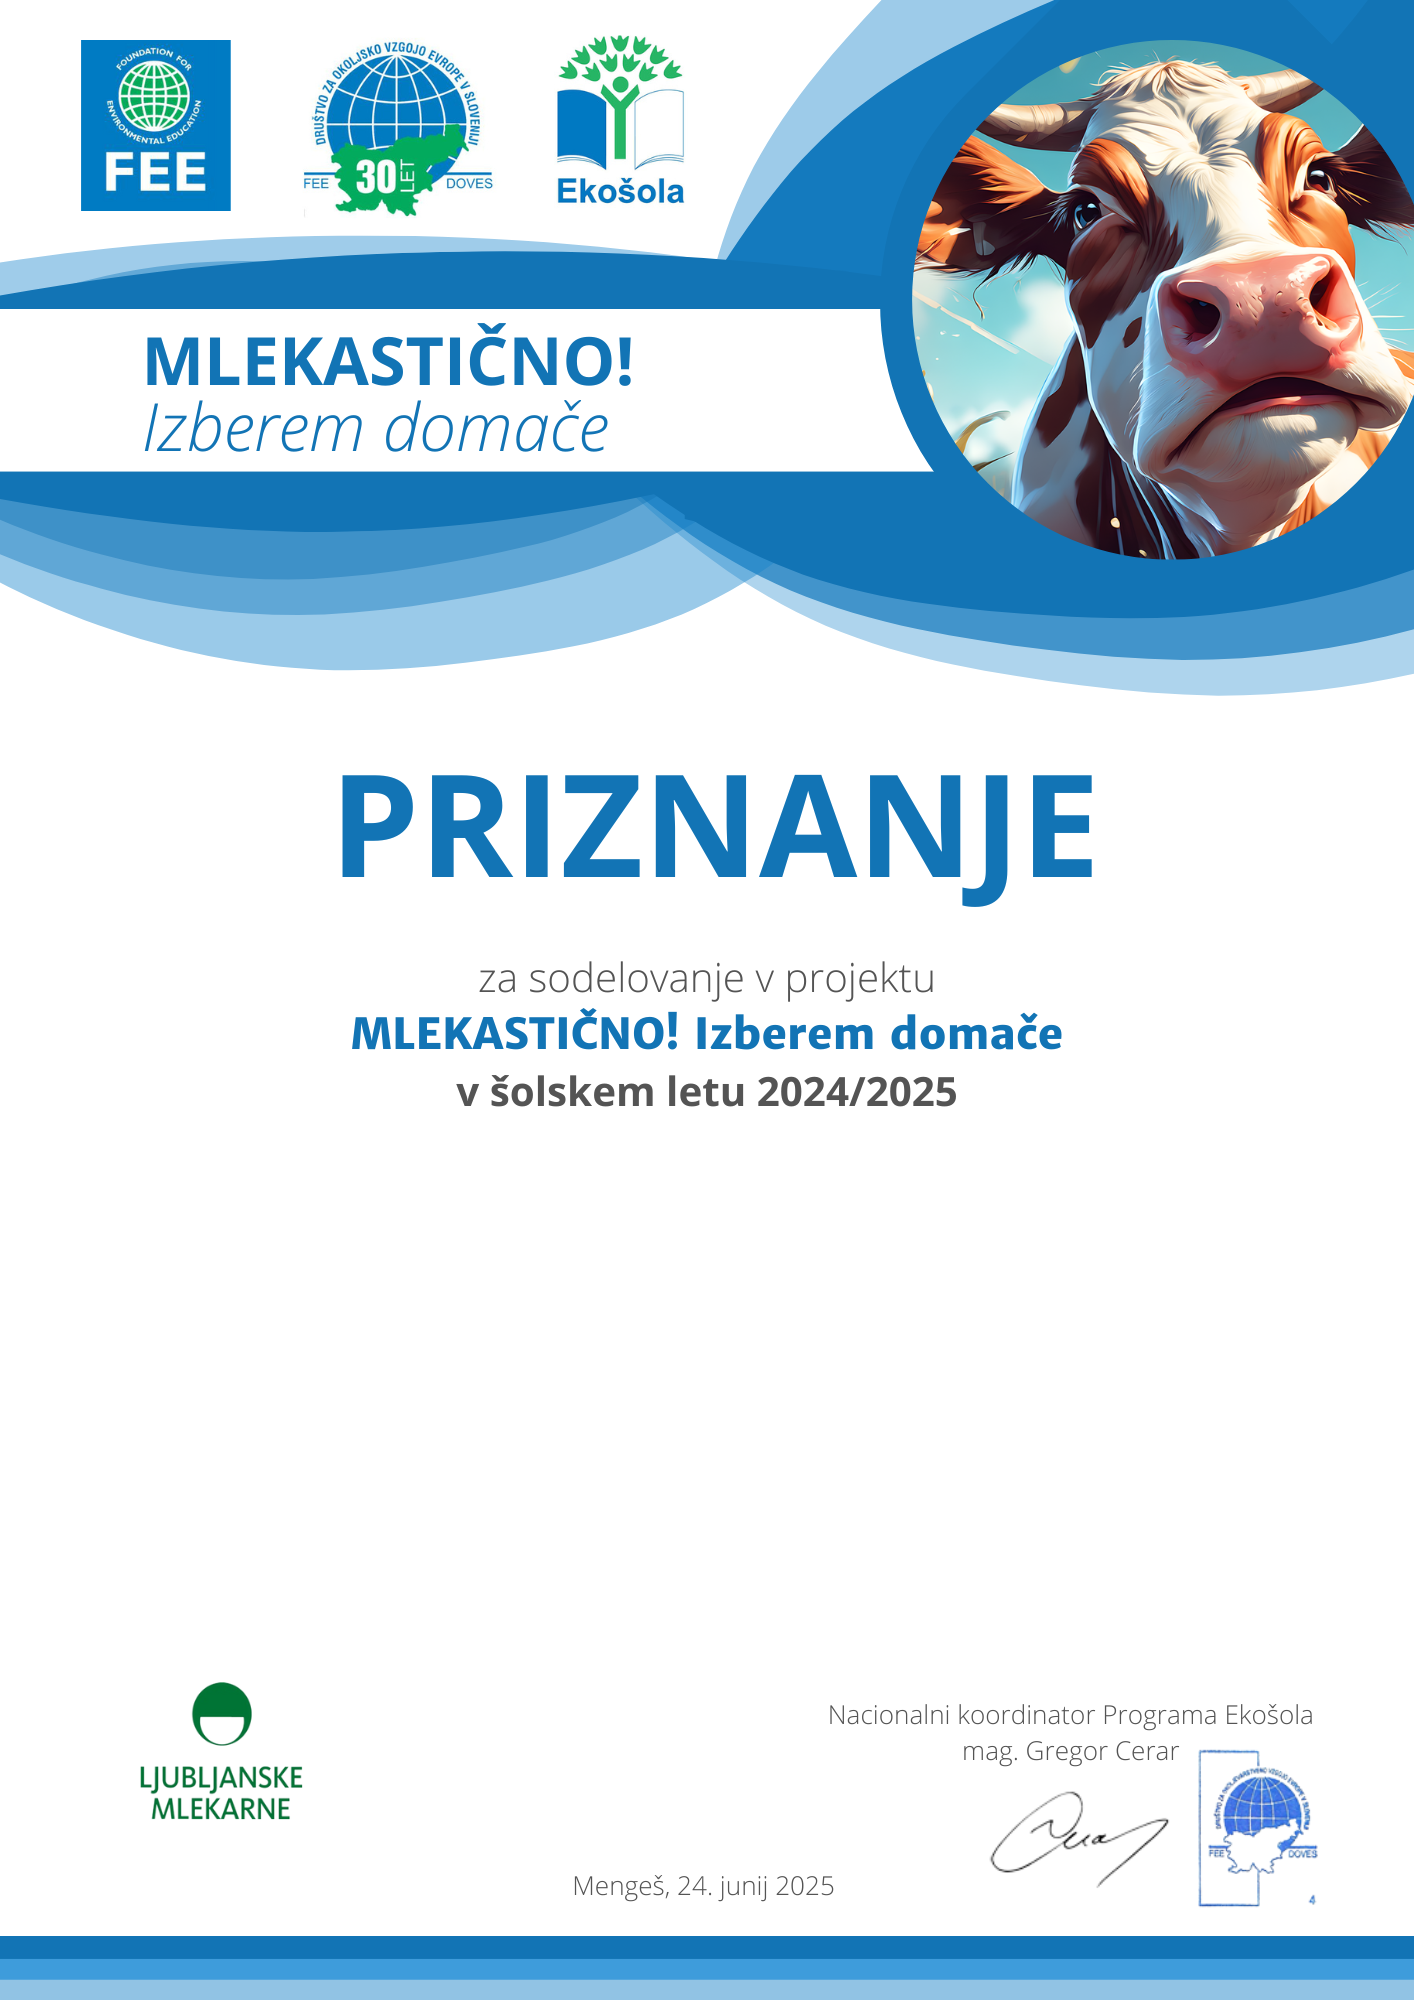 FOUNDATION FOR
ENVIRONMENTAL EDUCATION
FEE
DRUŠTVO ZA OKOLJSKO VZGOJO EVROPE V SLOVENIJI
30 LET
FEE DOVES
Ekošola
MLEKASTIČNO!
Izberem domače
PRIZNANJE
za sodelovanje v projektu
MLEKASTIČNO! Izberem domače
v šolskem letu 2024/2025
LJUBLJANSKE
MLEKARNE
Nacionalni koordinator Programa Ekošola
mag. Gregor Cerar
FEE DOVES
4
Mengeš, 24. junij 2025